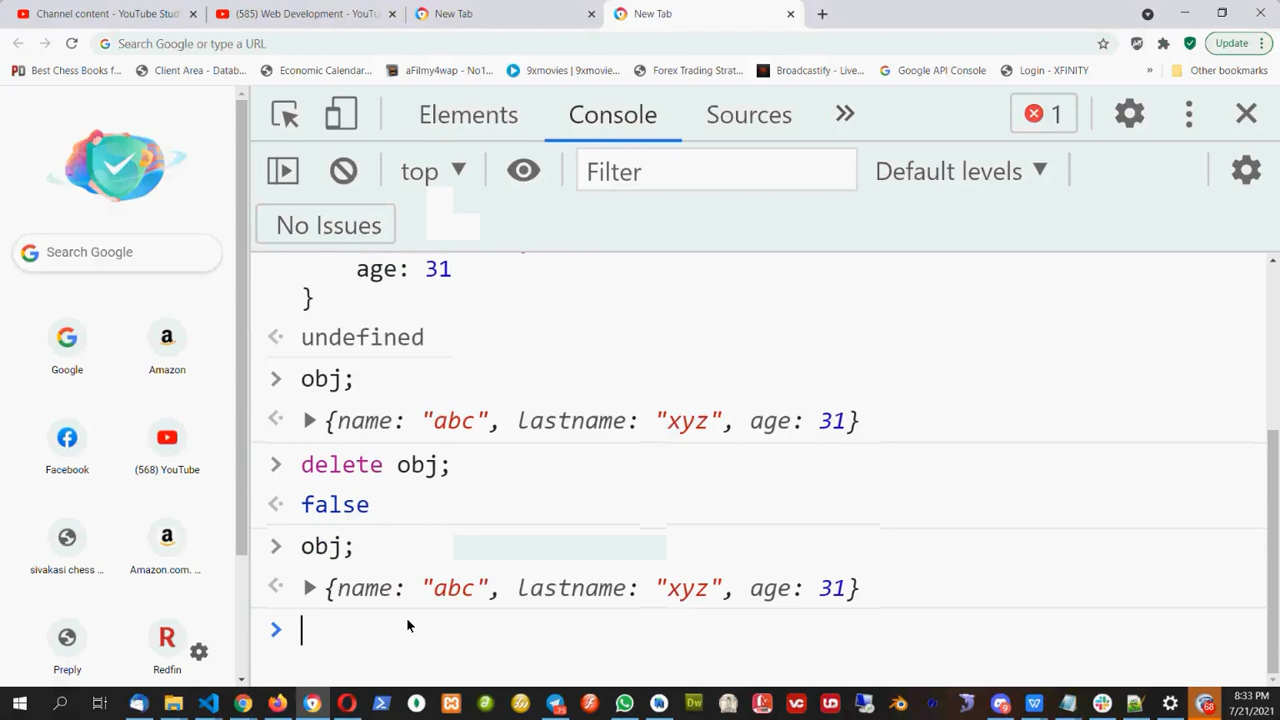 Channel content - YouTube Stud
(585) Web Development - YouTu
New Tab
New Tab
Search Google or type a URL
Update
Best Chess Books f...
Client Area - Datab...
Economic Calendar...
aFilmy4wap - No1...
9xmovies | 9xmovie...
Forex Trading Strat...
Broadcastify - Live...
Google API Console
Login - XFINITY
»
Other bookmarks
Elements
Console
Sources
1
top
Filter
Default levels
No Issues
age: 31
}
undefined
obj;
{name: "abc", lastname: "xyz", age: 31}
delete obj;
false
obj;
{name: "abc", lastname: "xyz", age: 31}
Search Google
Google
Amazon
Facebook
(568) YouTube
sivakasi chess ...
Amazon.com. ...
Preply
Redfin
8:33 PM
7/21/2021